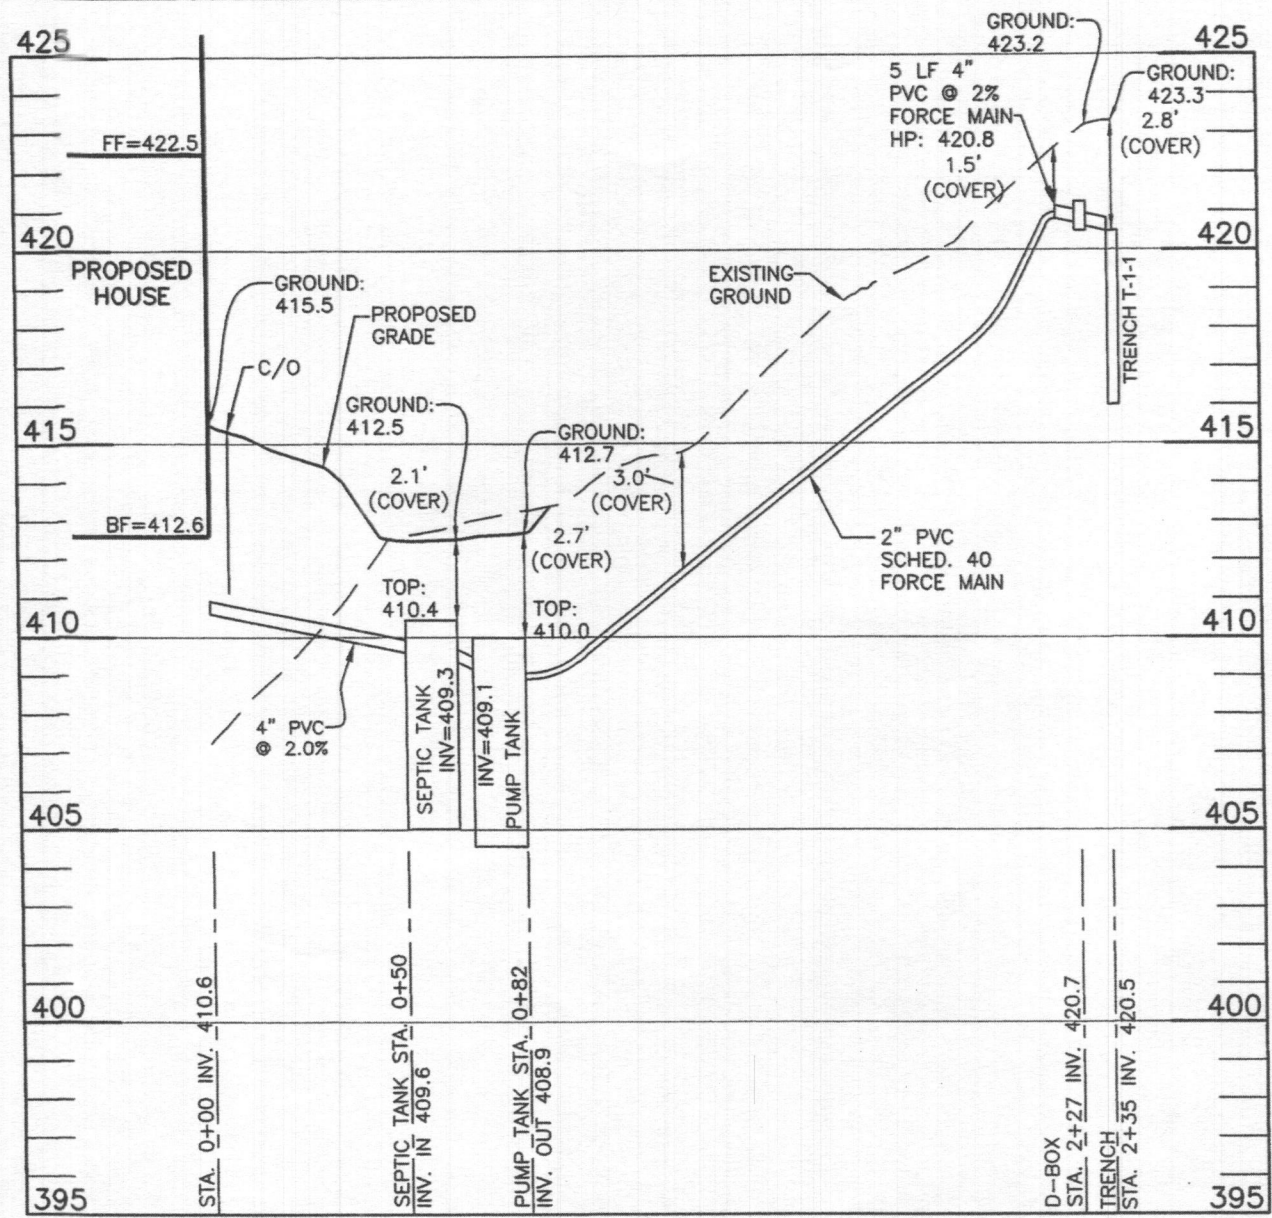 425
425
GROUND:
423.2
5 LF 4"
PVC @ 2%
FORCE MAIN
HP: 420.8
1.5'
(COVER)
GROUND:
423.3
2.8'
(COVER)
FF=422.5
420
420
PROPOSED
HOUSE
GROUND:
415.5
PROPOSED
GRADE
EXISTING
GROUND
TRENCH T-1-1
C/O
GROUND:
412.5
415
415
GROUND:
412.7
2.1'
(COVER)
3.0'
(COVER)
BF=412.6
2.7'
(COVER)
2" PVC
SCHED. 40
FORCE MAIN
TOP:
410.4
TOP:
410.0
410
410
4" PVC
@ 2.0%
SEPTIC TANK
INV=409.3
INV=409.1
PUMP TANK
405
405
400
400
STA. 0+00 INV. 410.6
SEPTIC TANK STA. 0+50
INV. IN 409.6
PUMP TANK STA. 0+82
INV. OUT 408.9
D-BOX
STA. 2+27 INV. 420.7
TRENCH
STA. 2+35 INV. 420.5
395
395